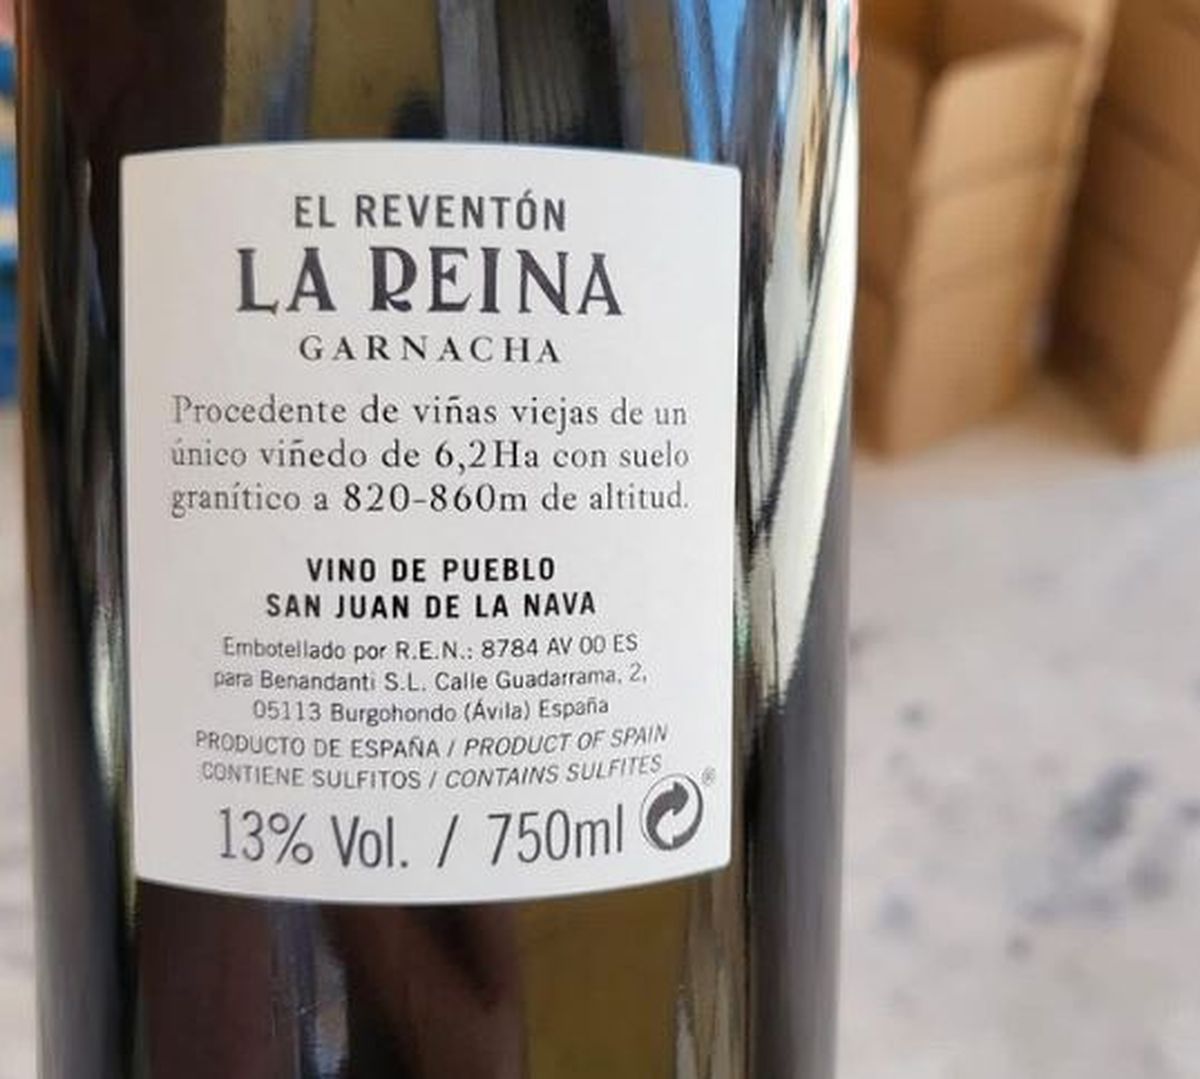 EL REVENTÓN
LA REINA
GARNACHA
Procedente de viñas viejas de un
único viñedo de 6,2Ha con suelo
granítico a 820-860m de altitud.
VINO DE PUEBLO
SAN JUAN DE LA NAVA
Embotellado por R.E.N.: 8784 AV 00 ES
para Benandanti S.L. Calle Guadarrama, 2,
05113 Burgohondo (Ávila) España
PRODUCTO DE ESPAÑA / PRODUCT OF SPAIN
CONTIENE SULFITOS / CONTAINS SULFITES
13% Vol. / 750ml ®